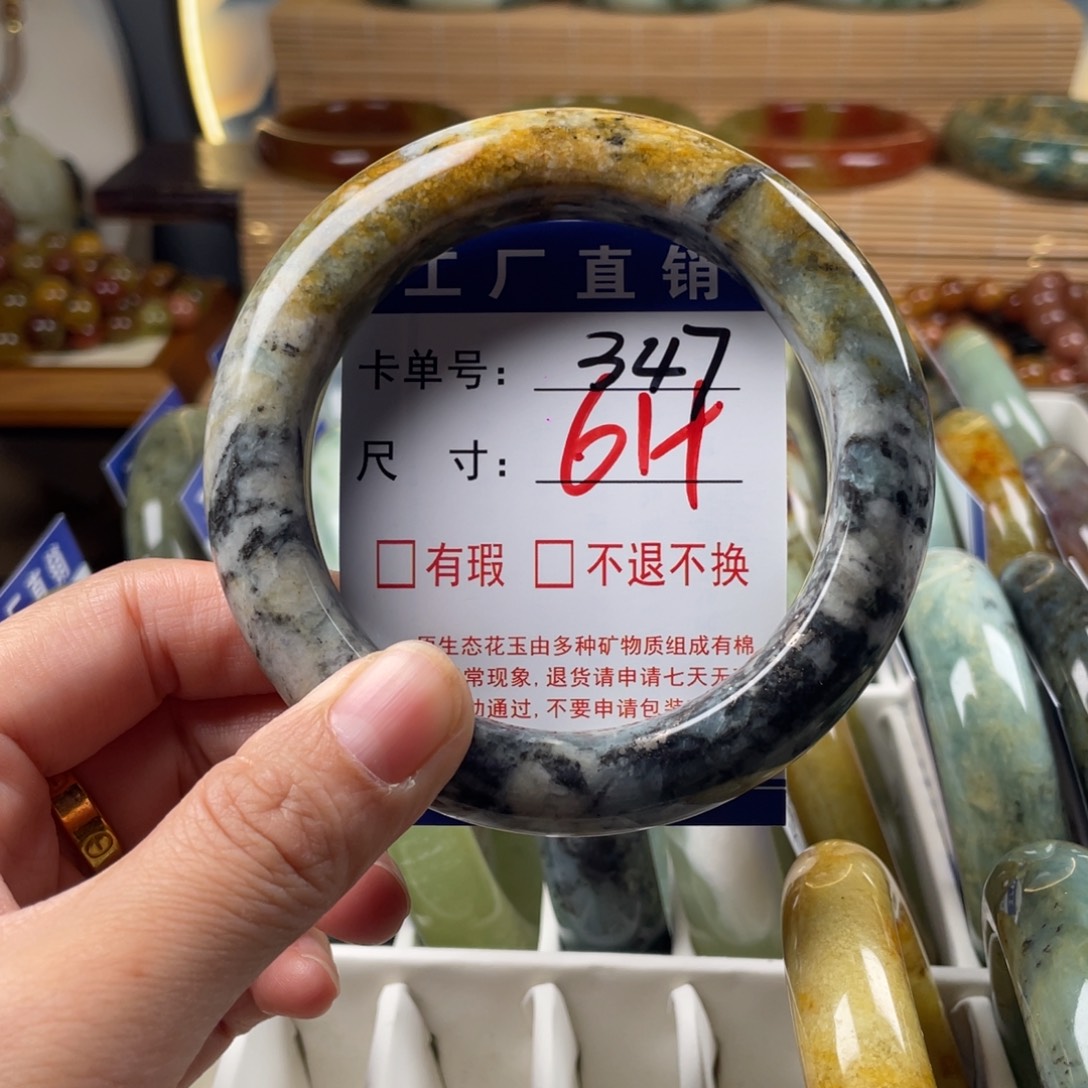 工厂直销
卡单号: 347
尺 寸: 61
□有瑕 □不退不换
原生态花玉由多种矿物质组成有棉
常现象,退货请申请七天无
动通过,不要申请包装